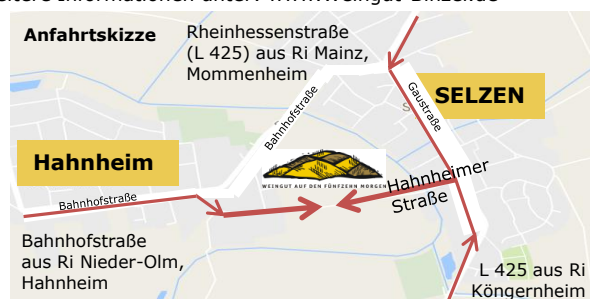 Anfahrtskizze
Rheinhessenstraße
(L 425) aus Ri Mainz,
Mommenheim
SELZEN
Gaustraße
Bahnhofstraße
Hahnheim
WEINGUT AUF DEN FÜNFZEHN MORGEN
Hahnheimer
Straße
Bahnhofstraße
Bahnhofstraße
aus Ri Nieder-Olm,
Hahnheim
L 425 aus Ri
Köngernheim